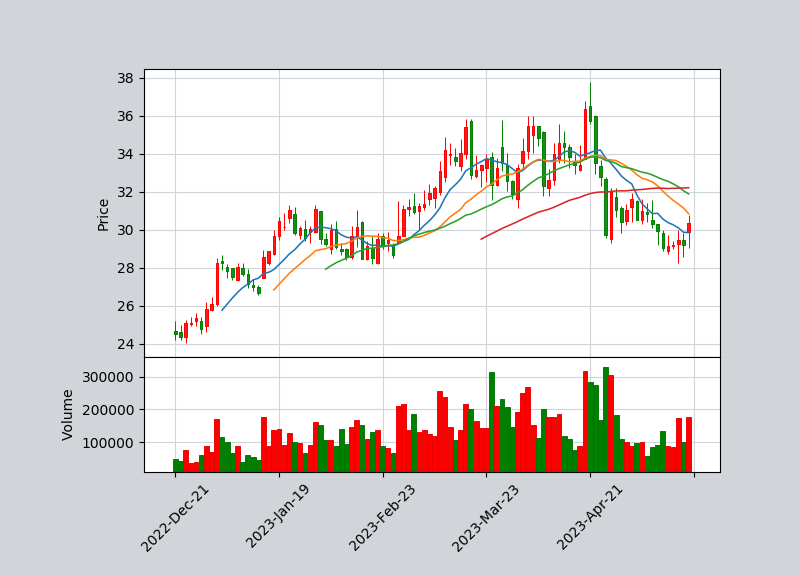 38
36
34
32
30
28
26
24
Price
300000
200000
100000
Volume
2022-Dec-21
2023-Jan-19
2023-Feb-23
2023-Mar-23
2023-Apr-21